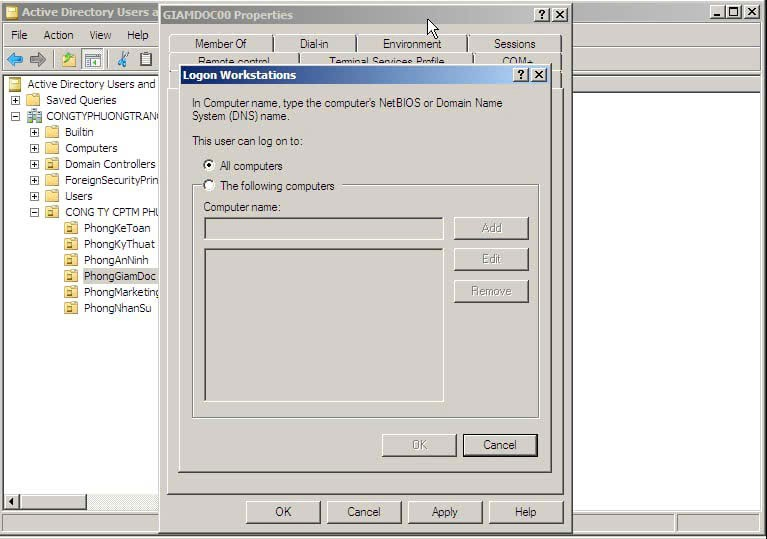 Active Directory Users a
GIAMDOC00 Properties
File Action View Help
Member Of Dial-in Environment Sessions
Remote control Terminal Services Profile COM+
Logon Workstations
Active Directory Users and
Saved Queries
CONGTYPHUONGTRAN
Builtin
Computers
Domain Controllers
ForeignSecurityPrin
Users
CONG TY CPTM PHU
PhongKeToan
PhongKyThuat
PhongAnNinh
PhongGiamDoc
PhongMarketing
PhongNhanSu
In Computer name, type the computer's NetBIOS or Domain Name
System (DNS) name.
This user can log on to:
All computers
The following computers
Computer name:
Add
Edit
Remove
OK Cancel
OK Cancel Apply Help